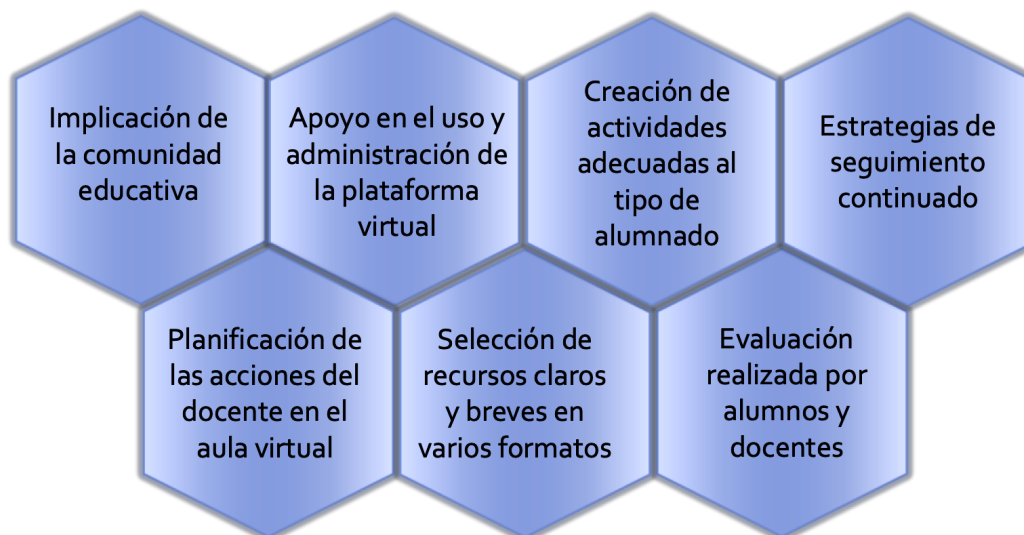 Implicación de
la comunidad
educativa
Apoyo en el uso y
administración de
la plataforma
virtual
Creación de
actividades
adecuadas al
tipo de
alumnado
Estrategias de
seguimiento
continuado
Planificación de
las acciones del
docente en el
aula virtual
Selección de
recursos claros
y breves en
varios formatos
Evaluación
realizada por
alumnos y
docentes